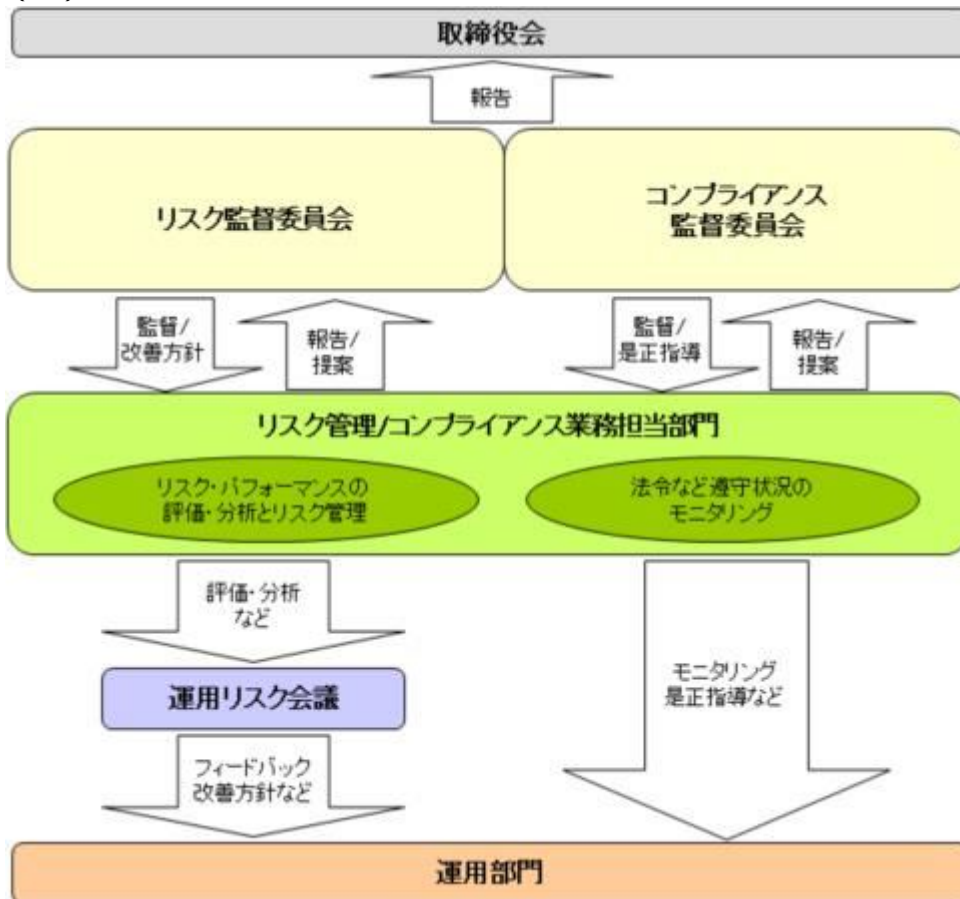 取締役会
報告
リスク監督委員会
コンプライアンス
監督委員会
監督/
改善方針
報告/
提案
監督/
是正指導
報告/
提案
リスク管理/コンプライアンス業務担当部門
リスク・パフォーマンスの
評価・分析とリスク管理
法令など遵守状況の
モニタリング
評価・分析
など
運用リスク会議
フィードバック
改善方針など
モニタリング
是正指導など
運用部門